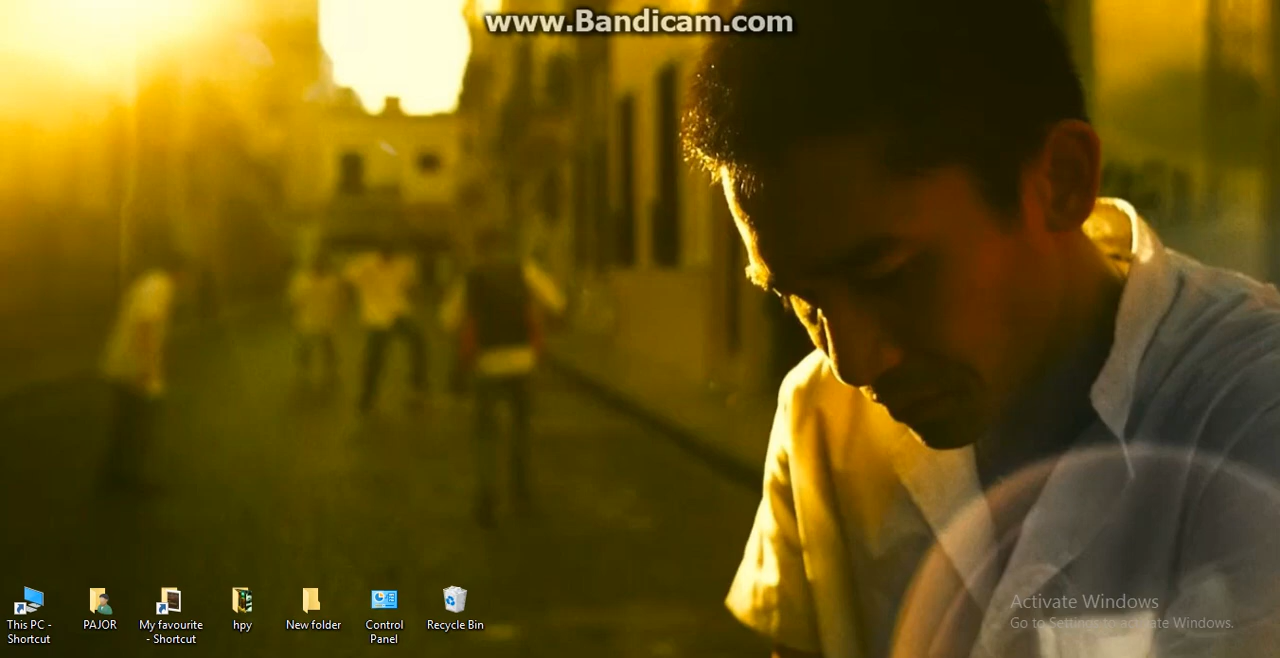 www.Bandicam.com
This PC -
Shortcut
PAJOR
My favourite
- Shortcut
hpy
New folder
Control
Panel
Recycle Bin
Activate Windows
Go to Settings to activate Windows.